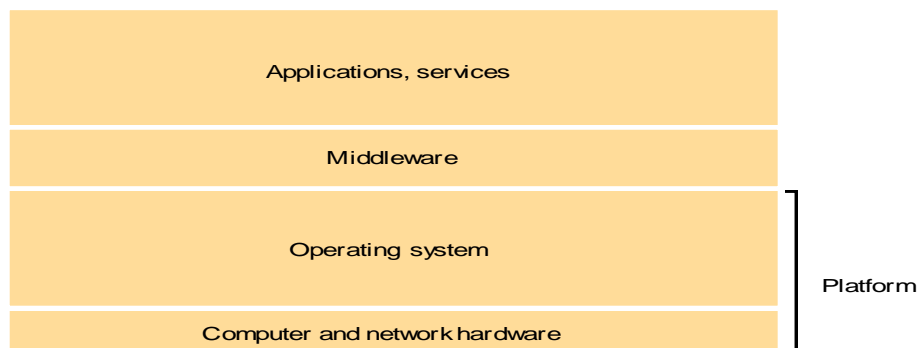 Applications, services
Middleware
Operating system
Platform
Computer and network hardware